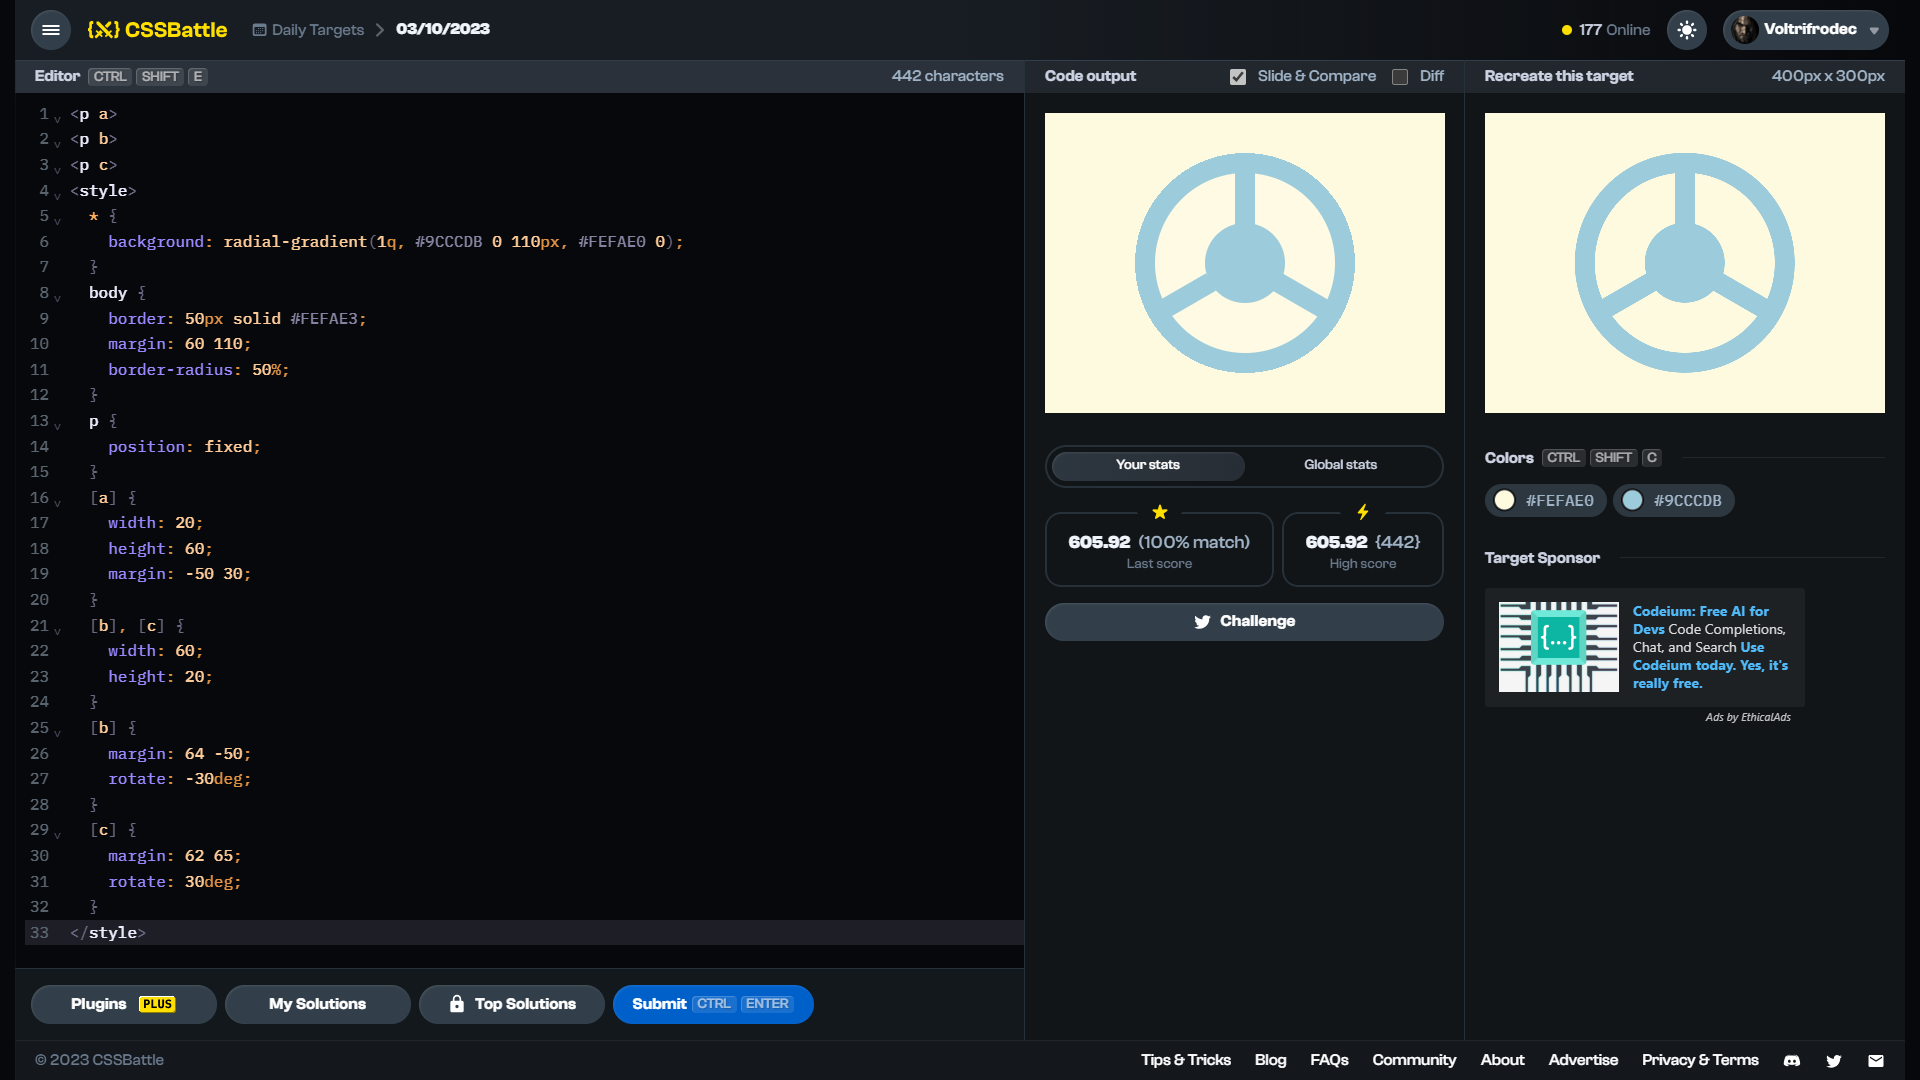 CSSBattle
Daily Targets
03/10/2023
177 Online
Voltrifrodec
Editor CTRL SHIFT E
442 characters
Code output
Slide & Compare
Diff
Recreate this target
400px x 300px
1 <p a>
2 <p b>
3 <p c>
4 <style>
5 * {
6 background: radial-gradient(1q, #9CCCDB 0 110px, #FEFAE0 0);
7 }
8 body {
9 border: 50px solid #FEFAE3;
10 margin: 60 110;
11 border-radius: 50%;
12 }
13 p {
14 position: fixed;
15 }
16 [a] {
17 width: 20;
18 height: 60;
19 margin: -50 30;
20 }
21 [b], [c] {
22 width: 60;
23 height: 20;
24 }
25 [b] {
26 margin: 64 -50;
27 rotate: -30deg;
28 }
29 [c] {
30 margin: 62 65;
31 rotate: 30deg;
32 }
33 </style>
Your stats
Global stats
605.92 (100% match)
Last score
605.92 {442}
High score
Challenge
Colors CTRL SHIFT C
#FEFAE0
#9CCCDB
Target Sponsor
{...}
Codeium: Free AI for
Devs Code Completions,
Chat, and Search Use
Codeium today. Yes, it's
really free.
Ads by EthicalAds
Plugins PLUS
My Solutions
Top Solutions
Submit CTRL ENTER
© 2023 CSSBattle
Tips & Tricks
Blog
FAQs
Community
About
Advertise
Privacy & Terms